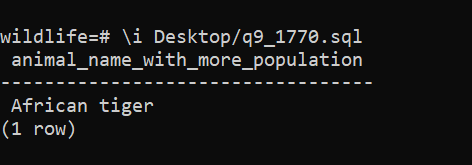 wildlife=# \i Desktop/q9_1770.sql
animal_name_with_more_population
----------------------------------
African tiger
(1 row)